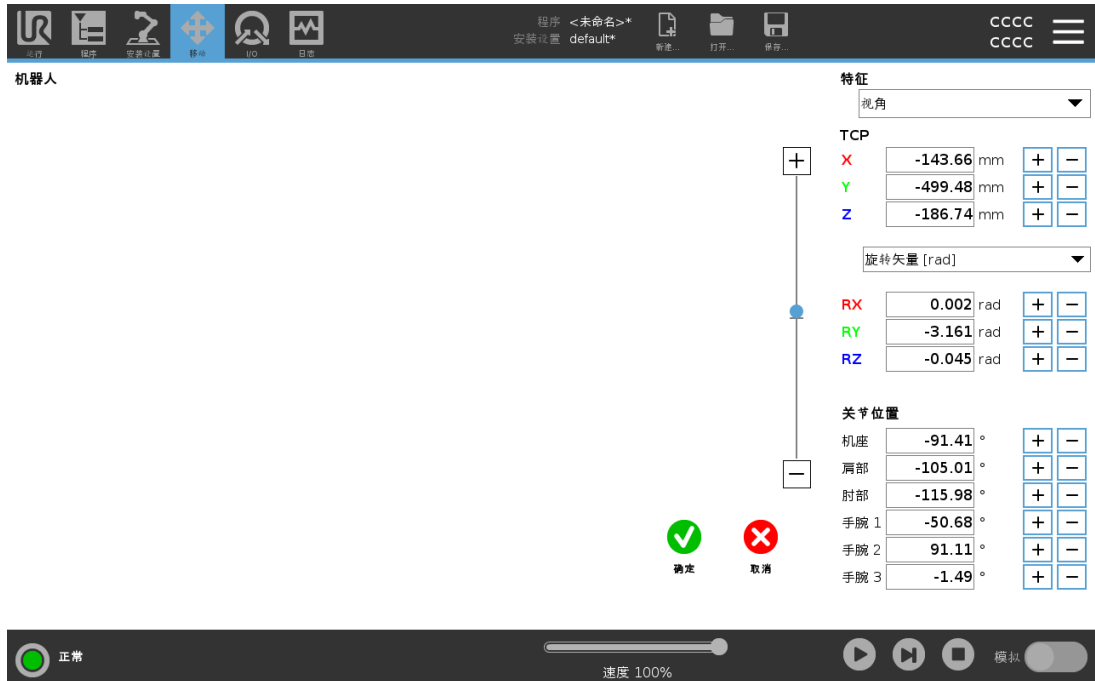 程序 <未命名>*
安装设置 default*
CCCC
CCCC
运行 程序 安装设置 移动 I/O 日志 新建... 打开... 保存...
机器人
特征
视角
TCP
X -143.66 mm + −
Y -499.48 mm + −
Z -186.74 mm + −
旋转矢量 [rad]
RX 0.002 rad + −
RY -3.161 rad + −
RZ -0.045 rad + −
关节位置
机座 -91.41 ° + −
肩部 -105.01 ° + −
肘部 -115.98 ° + −
手腕 1 -50.68 ° + −
手腕 2 91.11 ° + −
手腕 3 -1.49 ° + −
+
−
确定 取消
正常
速度 100%
模拟